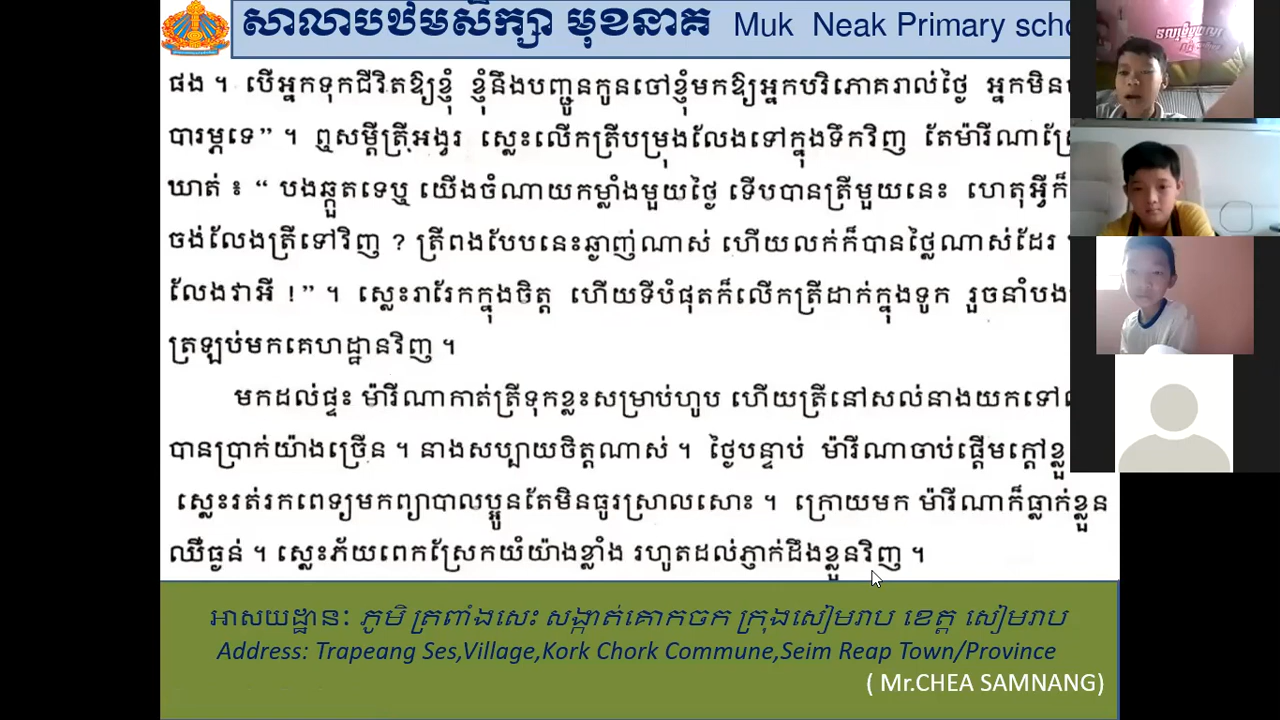 សាលាបឋមសិក្សា មុខនាគ Muk Neak Primary
ផង ។ បើអ្នកទុកជីវិតឱ្យខ្ញុំ ខ្ញុំនឹងបញ្ជូនកូនចៅខ្ញុំមកឱ្យអ្នកបរិភោគរាល់ថ្ងៃ
បារម្ភទេ” ។ ឮសម្ដីត្រីអង្វរ ស្លេះលើកត្រីបម្រុងលែងទៅក្នុងទឹកវិញ តែម៉ារីណា
ឃាត់ ៖ “ បងឆ្កួតទេឬ យើងចំណាយកម្លាំងមួយថ្ងៃ ទើបបានត្រីមួយនេះ ហេតុអ្វីក៏
ចង់លែងត្រីទៅវិញ ? ត្រីពងបែបនេះឆ្ងាញ់ណាស់ ហើយលក់ក៏បានថ្លៃណាស់ដែរ
លែងវាអី !” ។ ស្លេះរារែកក្នុងចិត្ត ហើយទីបំផុតក៏លើកត្រីដាក់ក្នុងទូក រួចនាំ
ត្រឡប់មកគេហដ្ឋានវិញ ។
មកដល់ផ្ទះ ម៉ារីណាកាត់ត្រីទុកខ្លះសម្រាប់ហូប ហើយត្រីនៅសល់នាងយកទៅ
បានប្រាក់យ៉ាងច្រើន ។ នាងសប្បាយចិត្តណាស់ ។ ថ្ងៃបន្ទាប់ ម៉ារីណាចាប់ផ្ដើមក្ដៅខ្លួ
ស្លេះរត់រកពេទ្យមកព្យាបាលប្អូនតែមិនធូរស្រាលសោះ ។ ក្រោយមក ម៉ារីណាក៏ធ្លាក់ខ្លួន
ឈឺធ្ងន់ ។ ស្លេះភ័យពេកស្រែកយំយ៉ាងខ្លាំង រហូតដល់ភ្ញាក់ដឹងខ្លួនវិញ ។
អាសយដ្ឋានៈ ភូមិ ត្រពាំងសេះ សង្កាត់គោកចក ក្រុងសៀមរាប ខេត្ត សៀមរាប
Address: Trapeang Ses,Village,Kork Chork Commune,Seim Reap Town/Province
( Mr.CHEA SAMNANG)